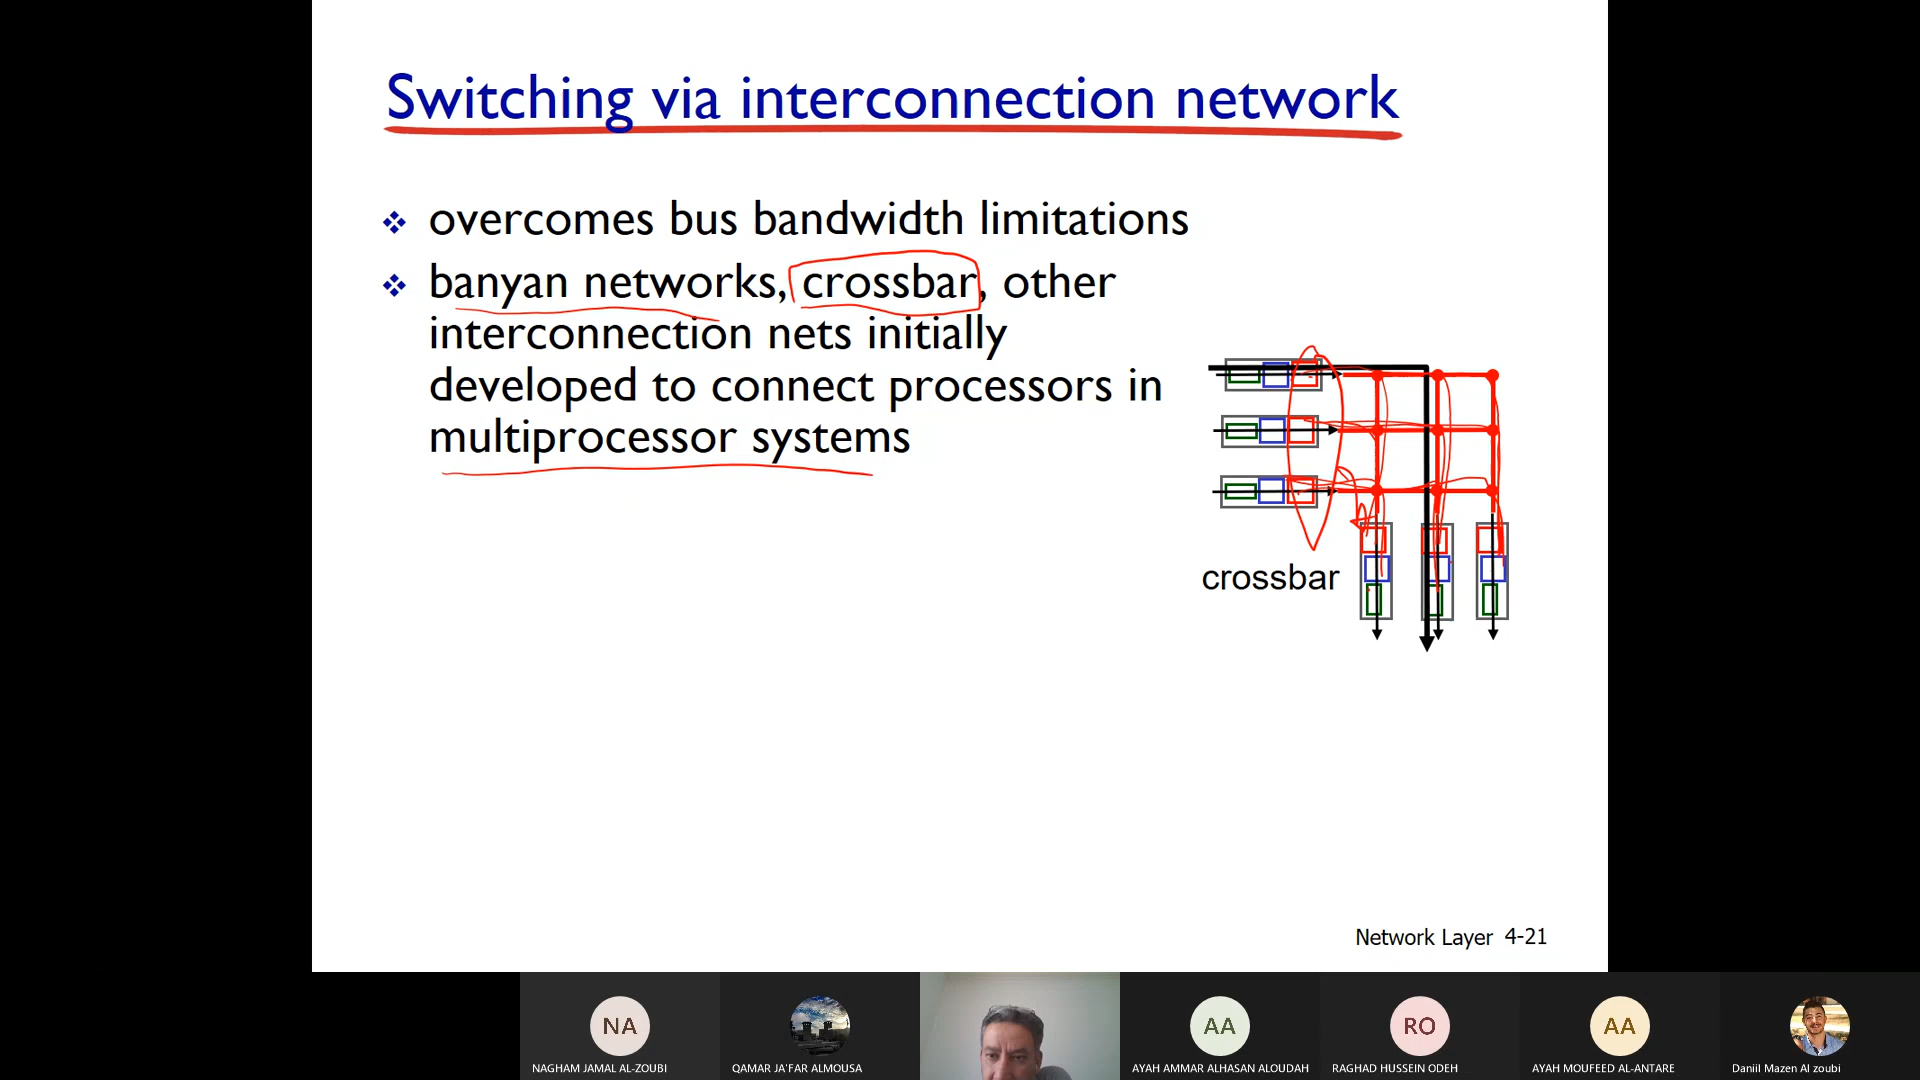 Switching via interconnection network
overcomes bus bandwidth limitations
banyan networks, crossbar, other
interconnection nets initially
developed to connect processors in
multiprocessor systems
crossbar
Network Layer 4-21
NA
AA
RO
AA
NAGHAM JAMAL AL-ZOUBI
QAMAR JA'FAR ALMOUSA
AYAH AMMAR ALHASAN ALOUDAH
RAGHAD HUSSEIN ODEH
AYAH MOUFEED AL-ANTARE
Daniil Mazen Al zoubi